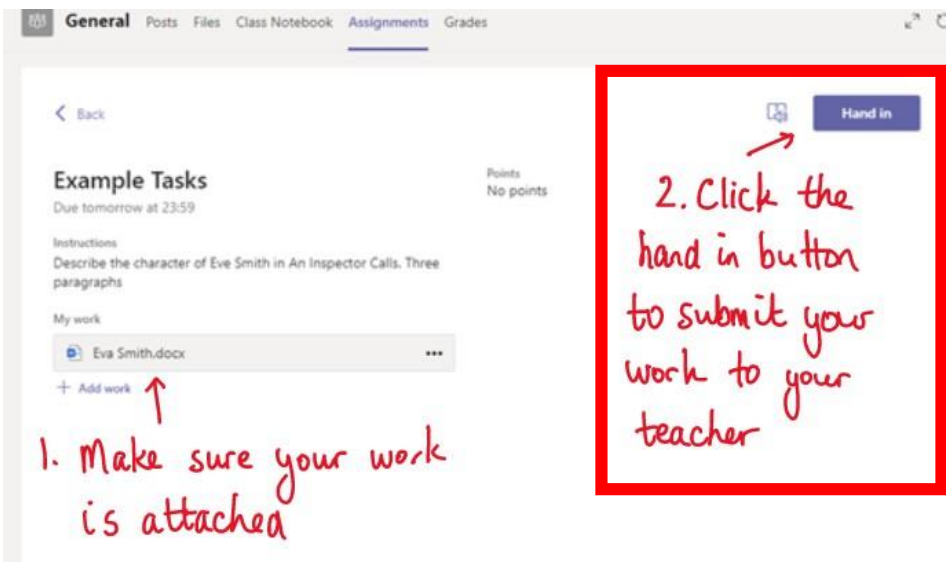 General Posts Files Class Notebook Assignments Grades
Back
Hand in
Example Tasks
Due tomorrow at 23:59
Points
No points
Instructions
Describe the character of Eve Smith in An Inspector Calls. Three
paragraphs
My work
Eva Smith.docx
+ Add work
1. Make sure your work
is attached
2. Click the
hand in button
to submit your
work to your
teacher